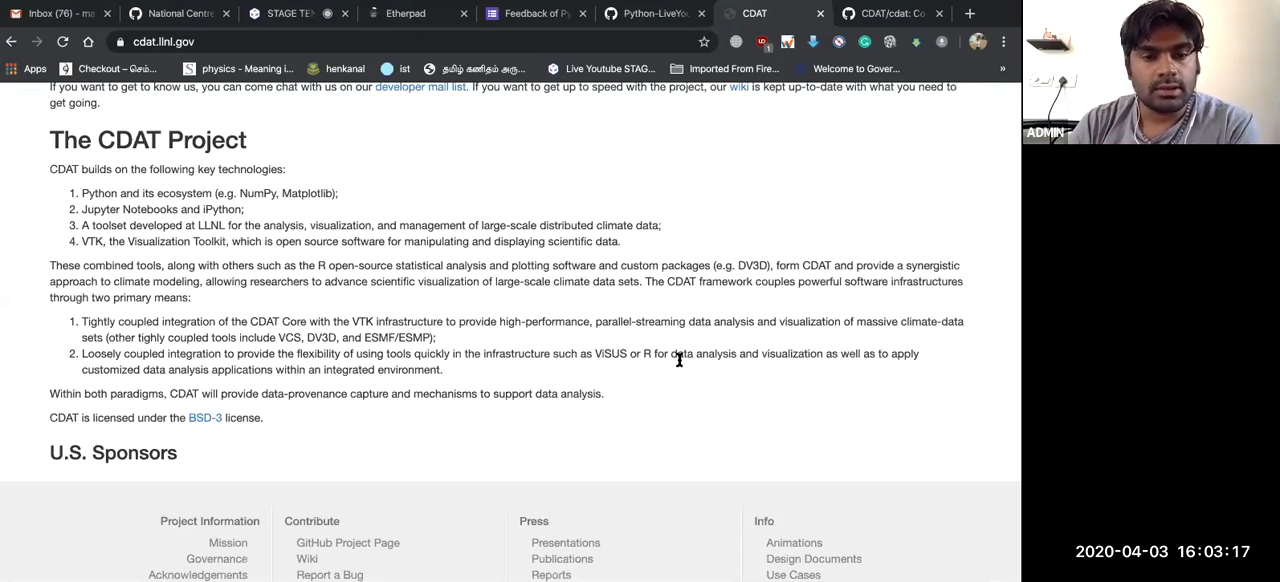 Inbox (76) - ma
National Centre
STAGE TE
Etherpad
Feedback of Py
Python-LiveYou
CDAT
CDAT/cdat: Co
cdat.llnl.gov
1
Apps
Checkout – செம்...
physics - Meaning i...
henkanal
ist
தமிழ் கணிதம் அரு...
Live Youtube STAG...
Imported From Fire...
Welcome to Gover...
»
If you want to get to know us, you can come chat with us on our developer mail list. If you want to get up to speed with the project, our wiki is kept up-to-date with what you need to
get going.
The CDAT Project
CDAT builds on the following key technologies:
1. Python and its ecosystem (e.g. NumPy, Matplotlib);
2. Jupyter Notebooks and iPython;
3. A toolset developed at LLNL for the analysis, visualization, and management of large-scale distributed climate data;
4. VTK, the Visualization Toolkit, which is open source software for manipulating and displaying scientific data.
These combined tools, along with others such as the R open-source statistical analysis and plotting software and custom packages (e.g. DV3D), form CDAT and provide a synergistic
approach to climate modeling, allowing researchers to advance scientific visualization of large-scale climate data sets. The CDAT framework couples powerful software infrastructures
through two primary means:
1. Tightly coupled integration of the CDAT Core with the VTK infrastructure to provide high-performance, parallel-streaming data analysis and visualization of massive climate-data
sets (other tighly coupled tools include VCS, DV3D, and ESMF/ESMP);
2. Loosely coupled integration to provide the flexibility of using tools quickly in the infrastructure such as ViSUS or R for data analysis and visualization as well as to apply
customized data analysis applications within an integrated environment.
Within both paradigms, CDAT will provide data-provenance capture and mechanisms to support data analysis.
CDAT is licensed under the BSD-3 license.
U.S. Sponsors
Project Information
Mission
Governance
Acknowledgements
Contribute
GitHub Project Page
Wiki
Report a Bug
Press
Presentations
Publications
Reports
Info
Animations
Design Documents
Use Cases
ADMIN
2020-04-03 16:03:17